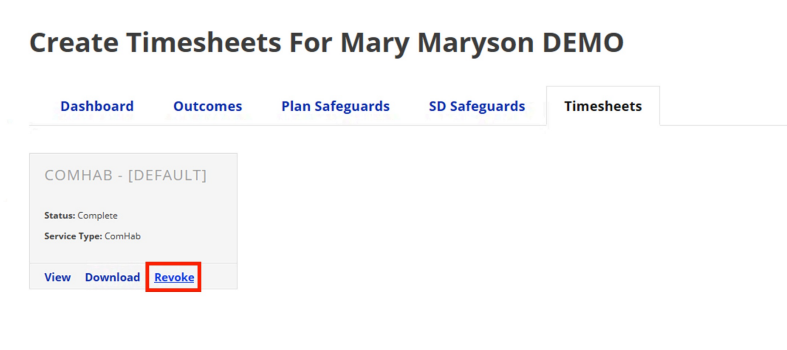 Create Timesheets For Mary Maryson DEMO
Dashboard Outcomes Plan Safeguards SD Safeguards Timesheets
COMHAB - [DEFAULT]
Status: Complete
Service Type: ComHab
View Download Revoke